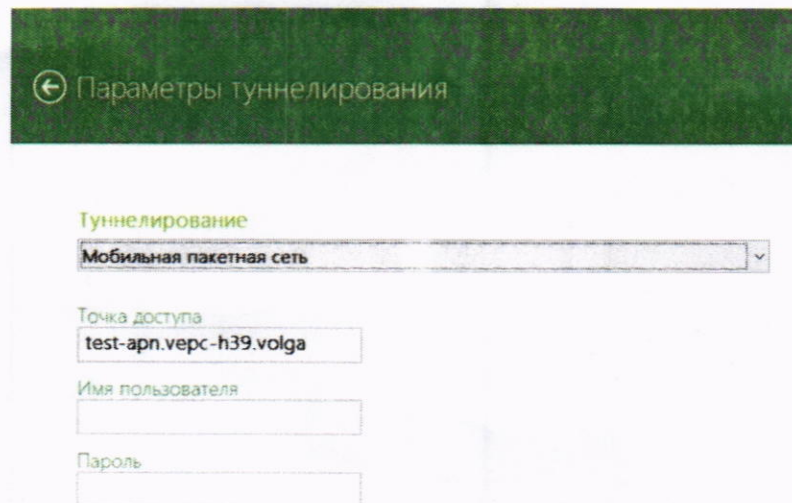 Параметры туннелирования
Туннелирование
Мобильная пакетная сеть
Точка доступа
test-apn.vepc-h39.volga
Имя пользователя
Пароль